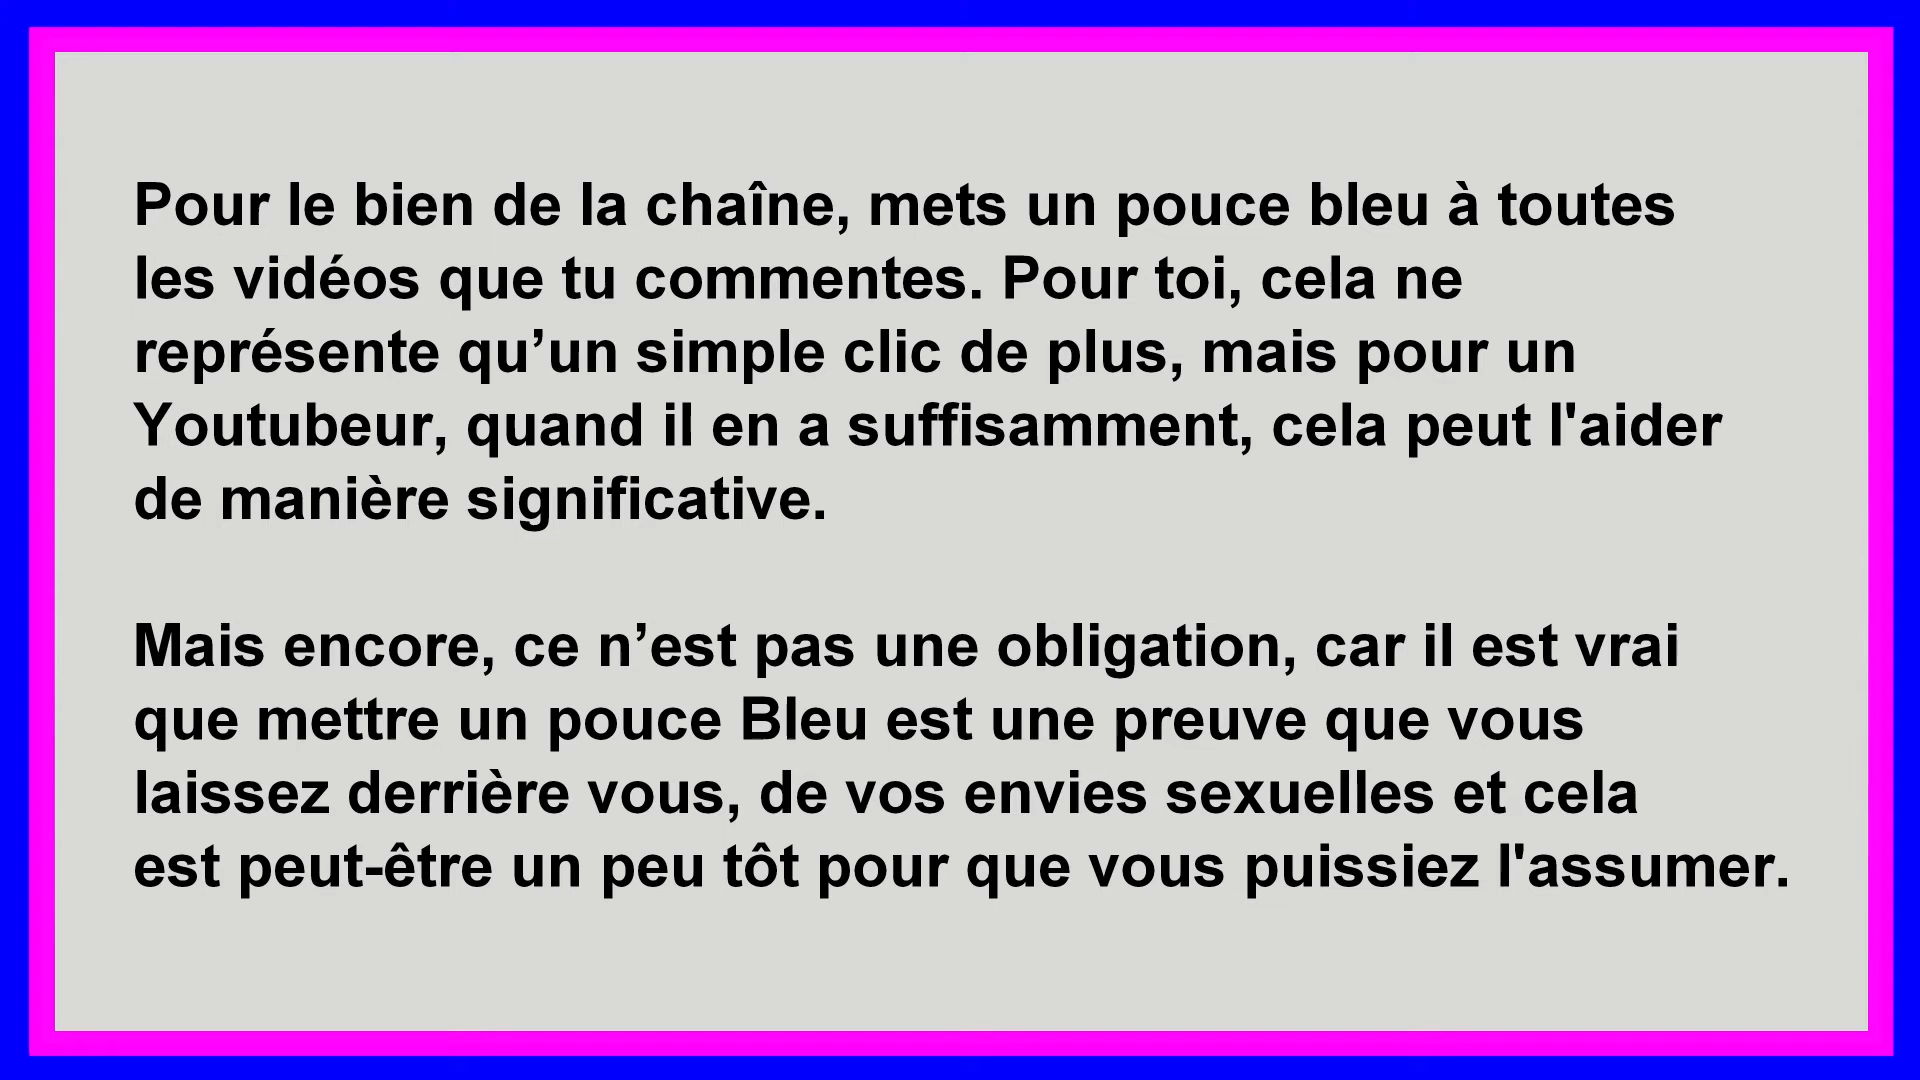 Pour le bien de la chaîne, mets un pouce bleu à toutes
les vidéos que tu commentes. Pour toi, cela ne
représente qu’un simple clic de plus, mais pour un
Youtubeur, quand il en a suffisamment, cela peut l'aider
de manière significative.
Mais encore, ce n’est pas une obligation, car il est vrai
que mettre un pouce Bleu est une preuve que vous
laissez derrière vous, de vos envies sexuelles et cela
est peut-être un peu tôt pour que vous puissiez l'assumer.